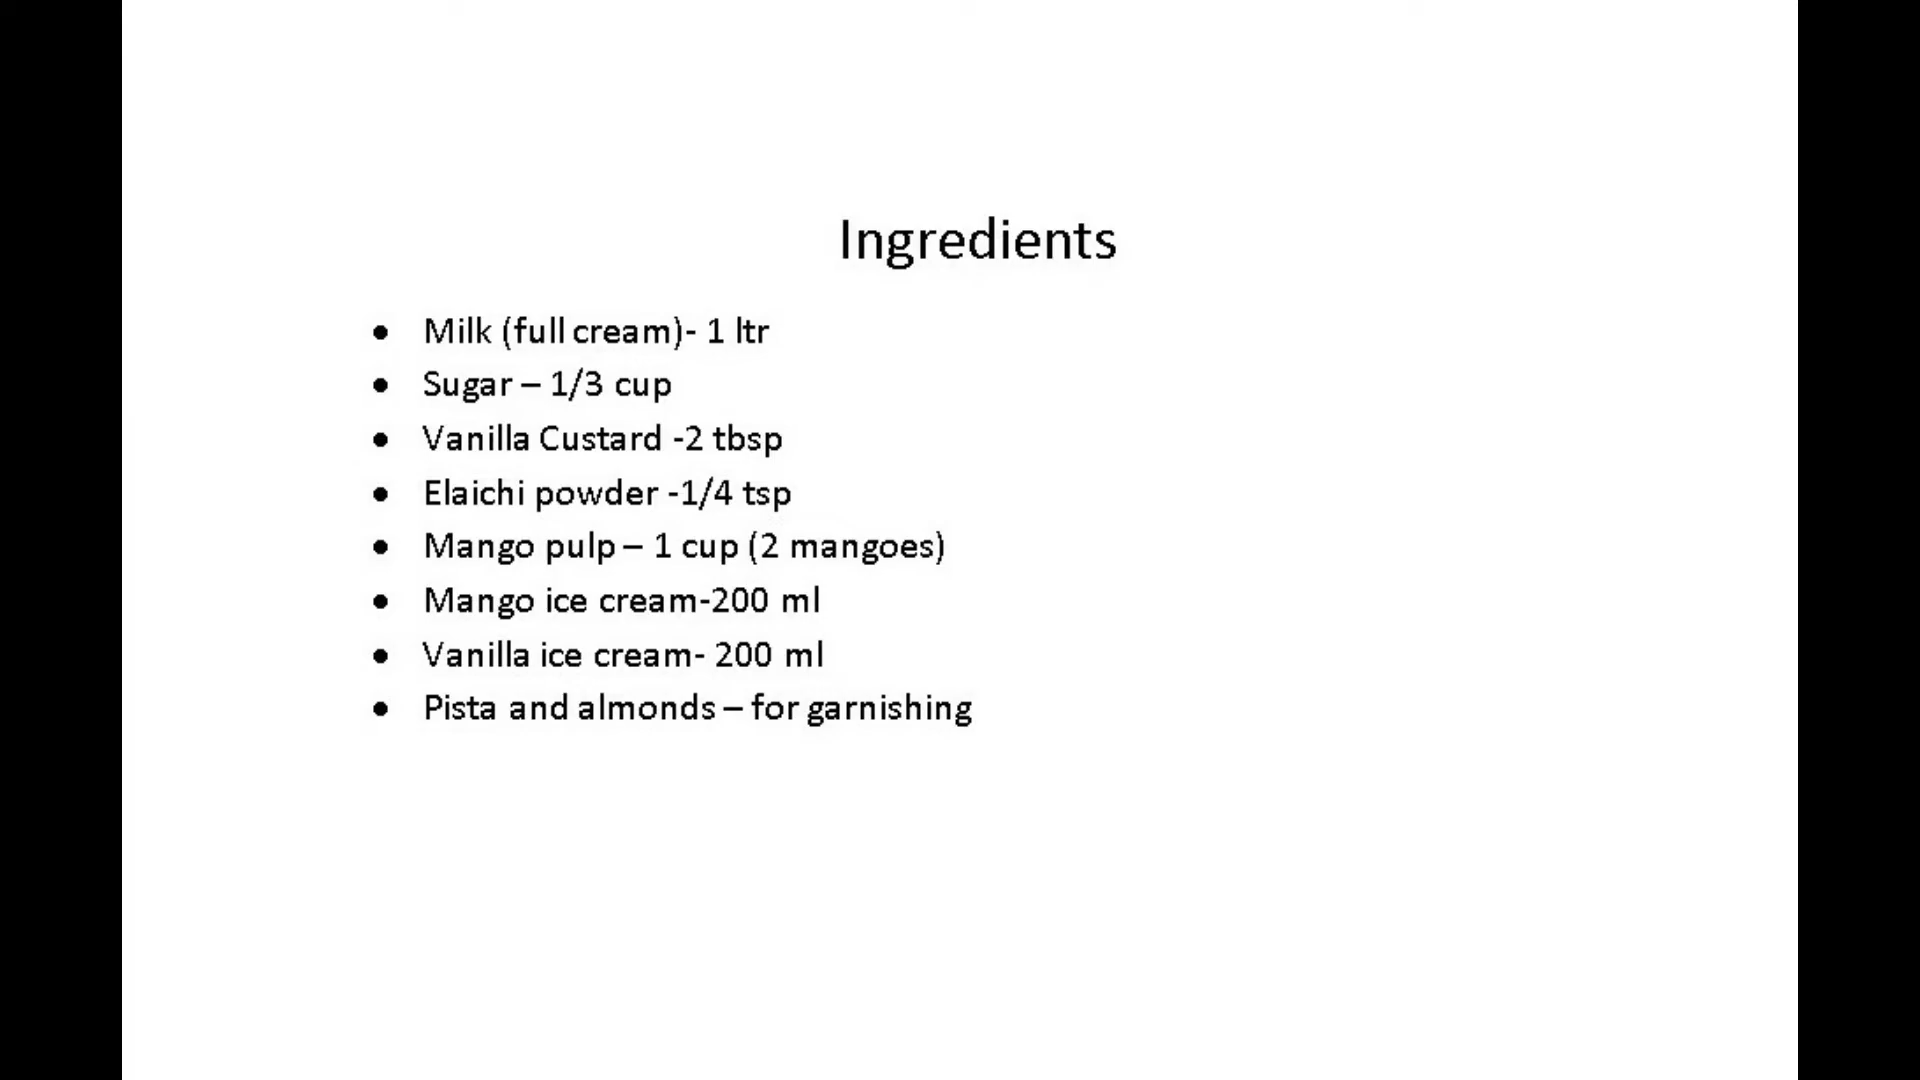 Ingredients
• Milk (full cream)- 1 ltr
• Sugar – 1/3 cup
• Vanilla Custard -2 tbsp
• Elaichi powder -1/4 tsp
• Mango pulp – 1 cup (2 mangoes)
• Mango ice cream-200 ml
• Vanilla ice cream- 200 ml
• Pista and almonds – for garnishing